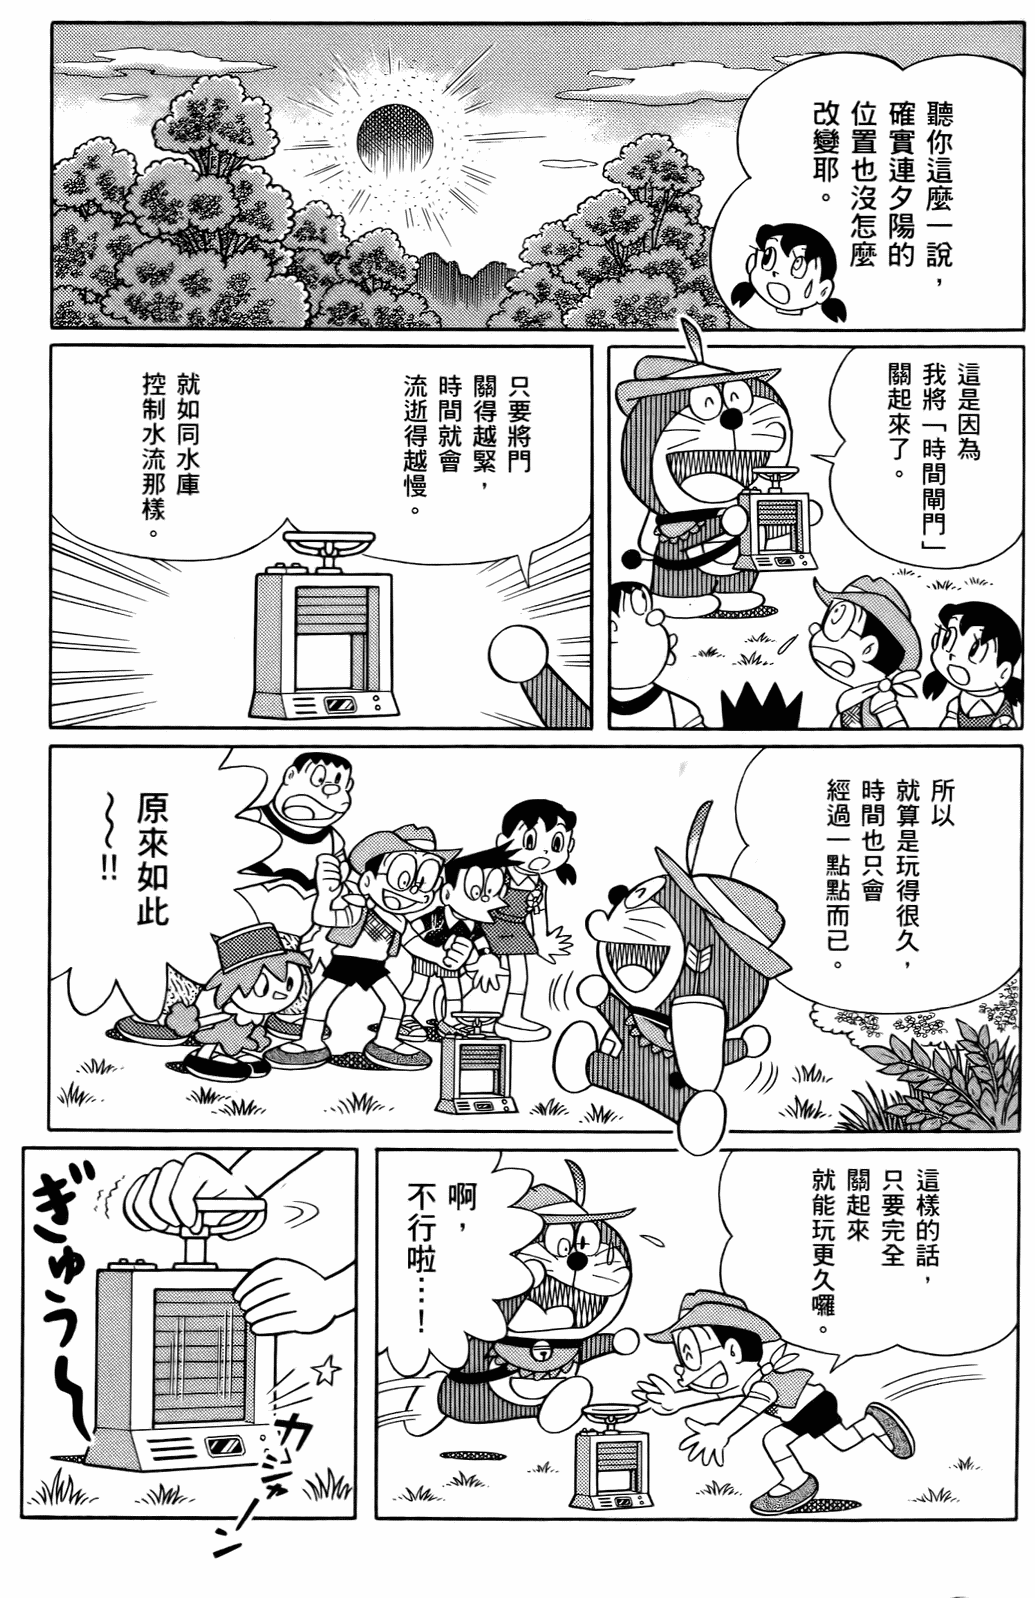 聽你這麼一說，
確實連夕陽的
位置也沒怎麼
改變耶。
這是因為
我將「時間閘門」
關起來了。
只要將門
關得越緊，
時間就會
流逝得越慢。
就如同水庫
控制水流那樣。
所以
就算是玩得很久，
時間也只會
經過一點點而已。
原來如此
～～!!
這樣的話，
只要完全
關起來
就能玩更久囉。
啊，
不行啦…！
ぎゅう～
カシャーン